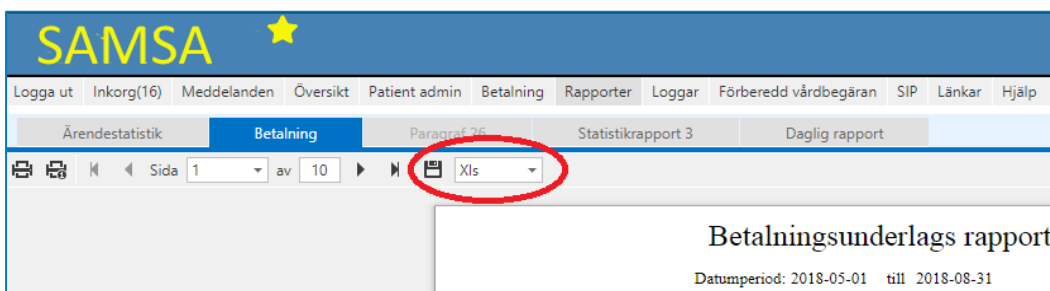 SAMSA
Logga ut Inkorg(16) Meddelanden Översikt Patient admin Betalning Rapporter Loggar Förberedd vårdbegäran SIP Länkar Hjälp
Ärendestatistik Betalning Paragraf 26 Statistikrapport 3 Daglig rapport
Sida 1 av 10 Xls
Betalningsunderlags rapport
Datumperiod: 2018-05-01 till 2018-08-31